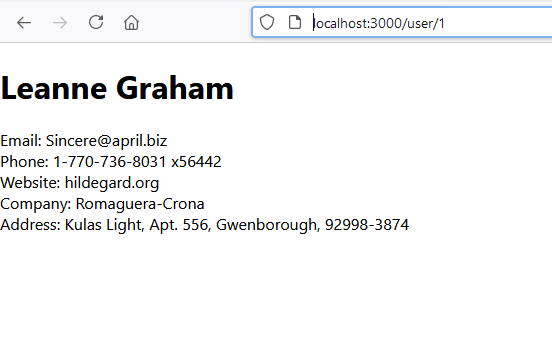 localhost:3000/user/1
Leanne Graham
Email: Sincere@april.biz
Phone: 1-770-736-8031 x56442
Website: hildegard.org
Company: Romaguera-Crona
Address: Kulas Light, Apt. 556, Gwenborough, 92998-3874